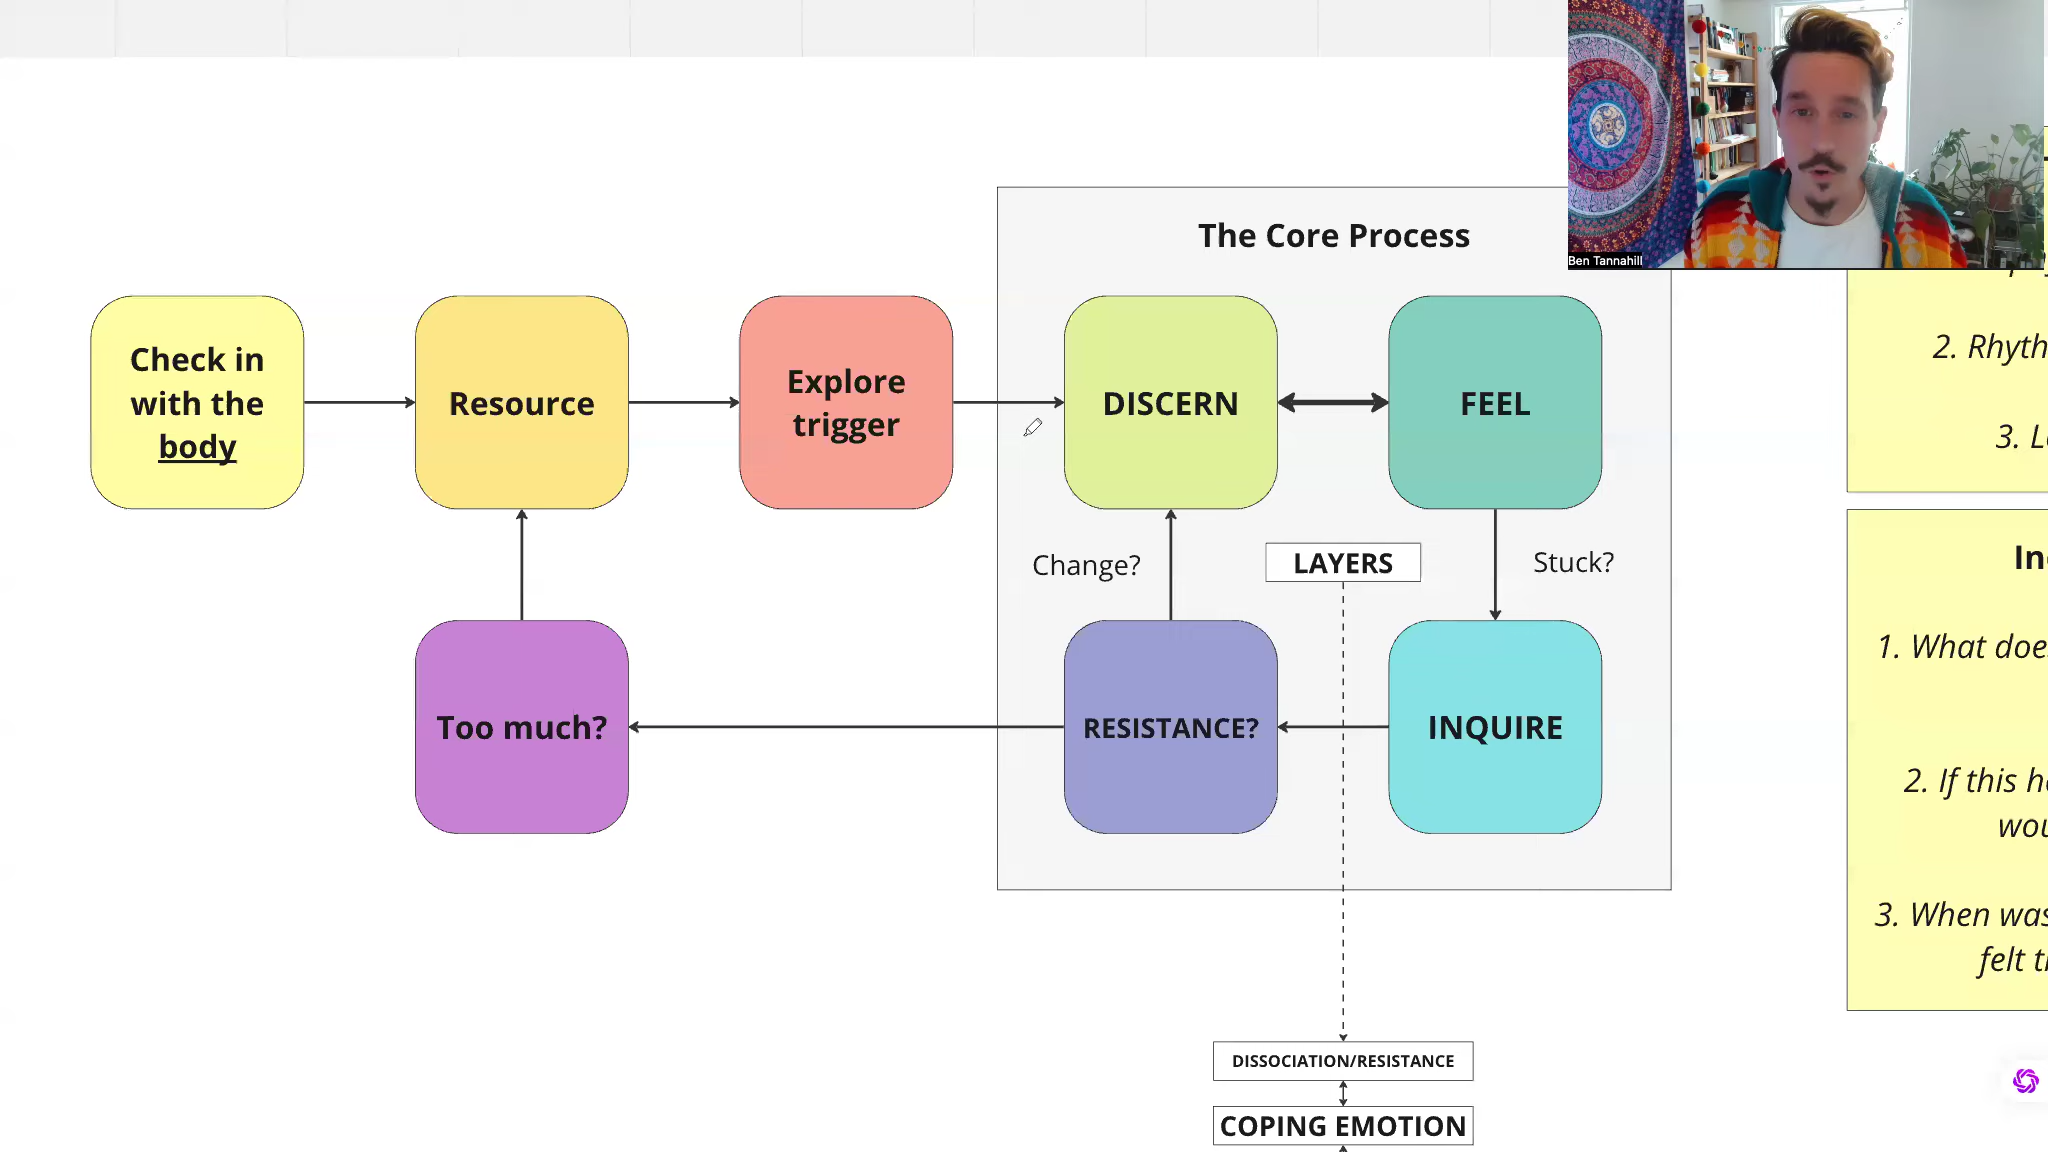 Ben Tannahill
The Core Process
Check in
with the
body
Resource
Explore
trigger
DISCERN
FEEL
Change?
LAYERS
Stuck?
Too much?
RESISTANCE?
INQUIRE
DISSOCIATION/RESISTANCE
COPING EMOTION
2. Rhyth
3. L
In
1. What doe
2. If this h
wou
3. When was
felt t